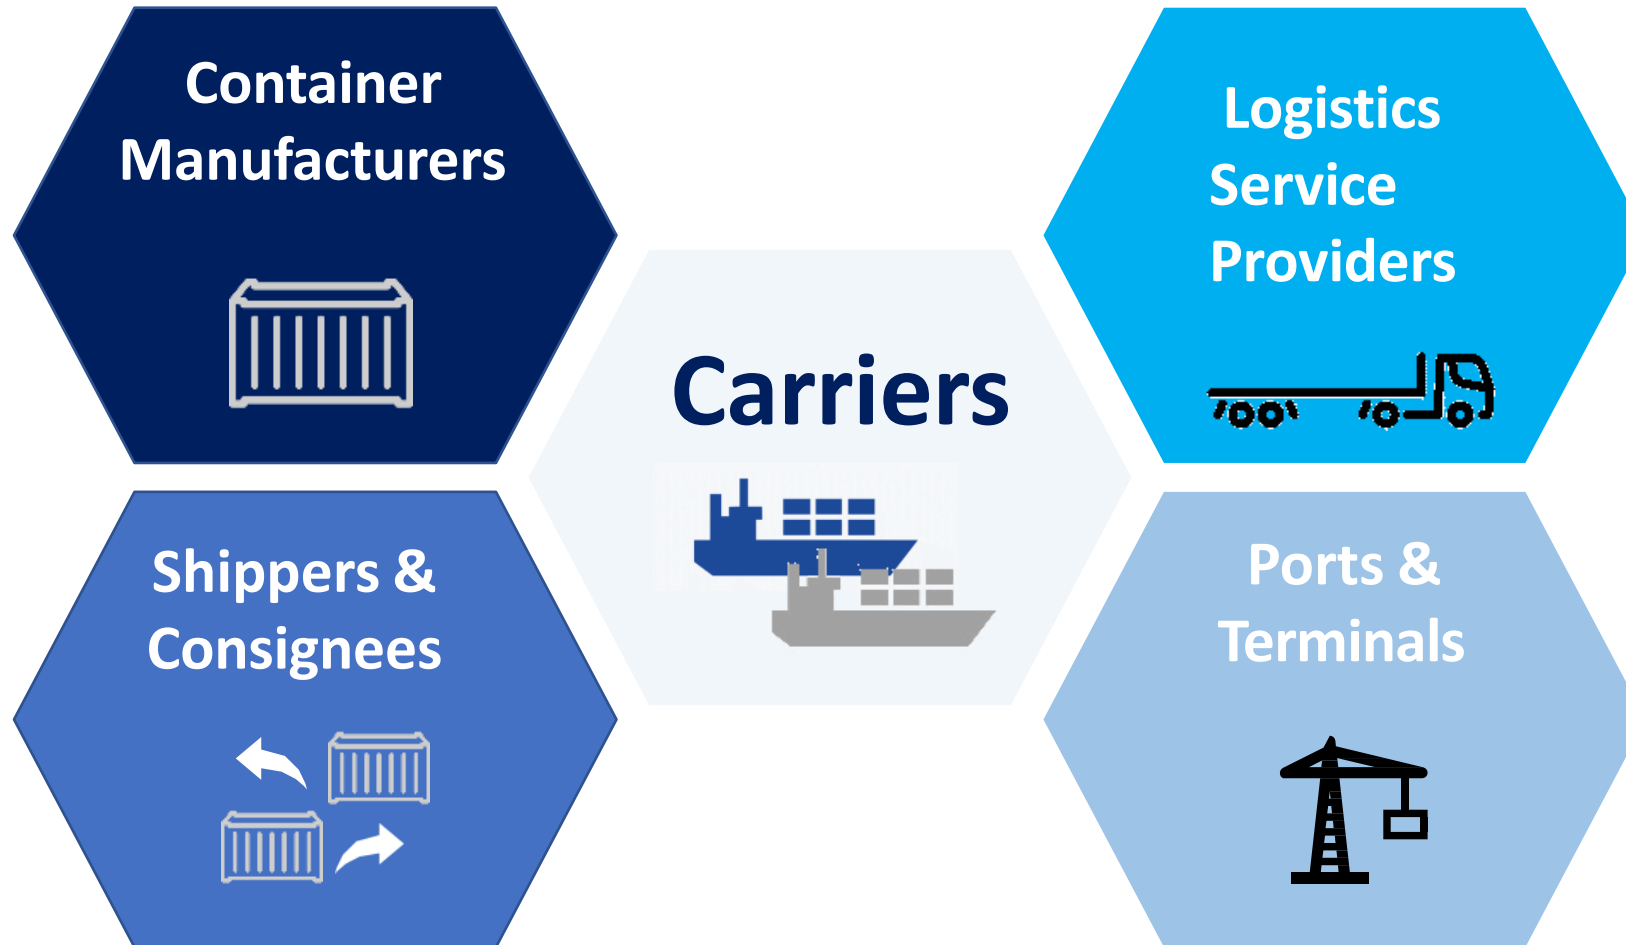 Container
Manufacturers
Logistics
Service
Providers
Carriers
Shippers &
Consignees
Ports &
Terminals